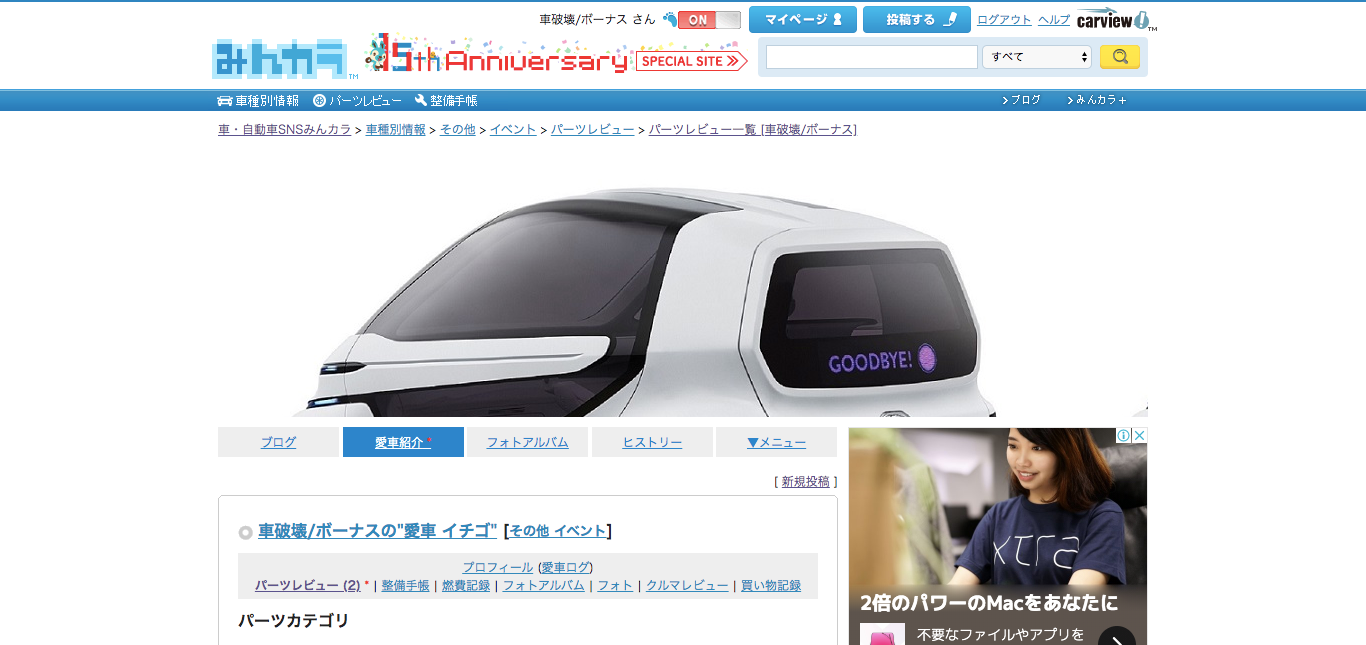 車破壊/ボーナス さん ON マイページ 投稿する ログアウト ヘルプ carview! TM
みんカラ TM 15th Anniversary SPECIAL SITE すべて
車種別情報 パーツレビュー 整備手帳 ブログ みんカラ+
車・自動車SNSみんカラ > 車種別情報 > その他 > イベント > パーツレビュー > パーツレビュー一覧 [車破壊/ボーナス]
GOODBYE!
ブログ 愛車紹介 * フォトアルバム ヒストリー ▼メニュー
[ 新規投稿 ]
車破壊/ボーナスの"愛車 イチゴ" [その他 イベント]
プロフィール (愛車ログ)
パーツレビュー (2) * | 整備手帳 | 燃費記録 | フォトアルバム | フォト | クルマレビュー | 買い物記録
パーツカテゴリ
xtra
2倍のパワーのMacをあなたに
不要なファイルやアプリを